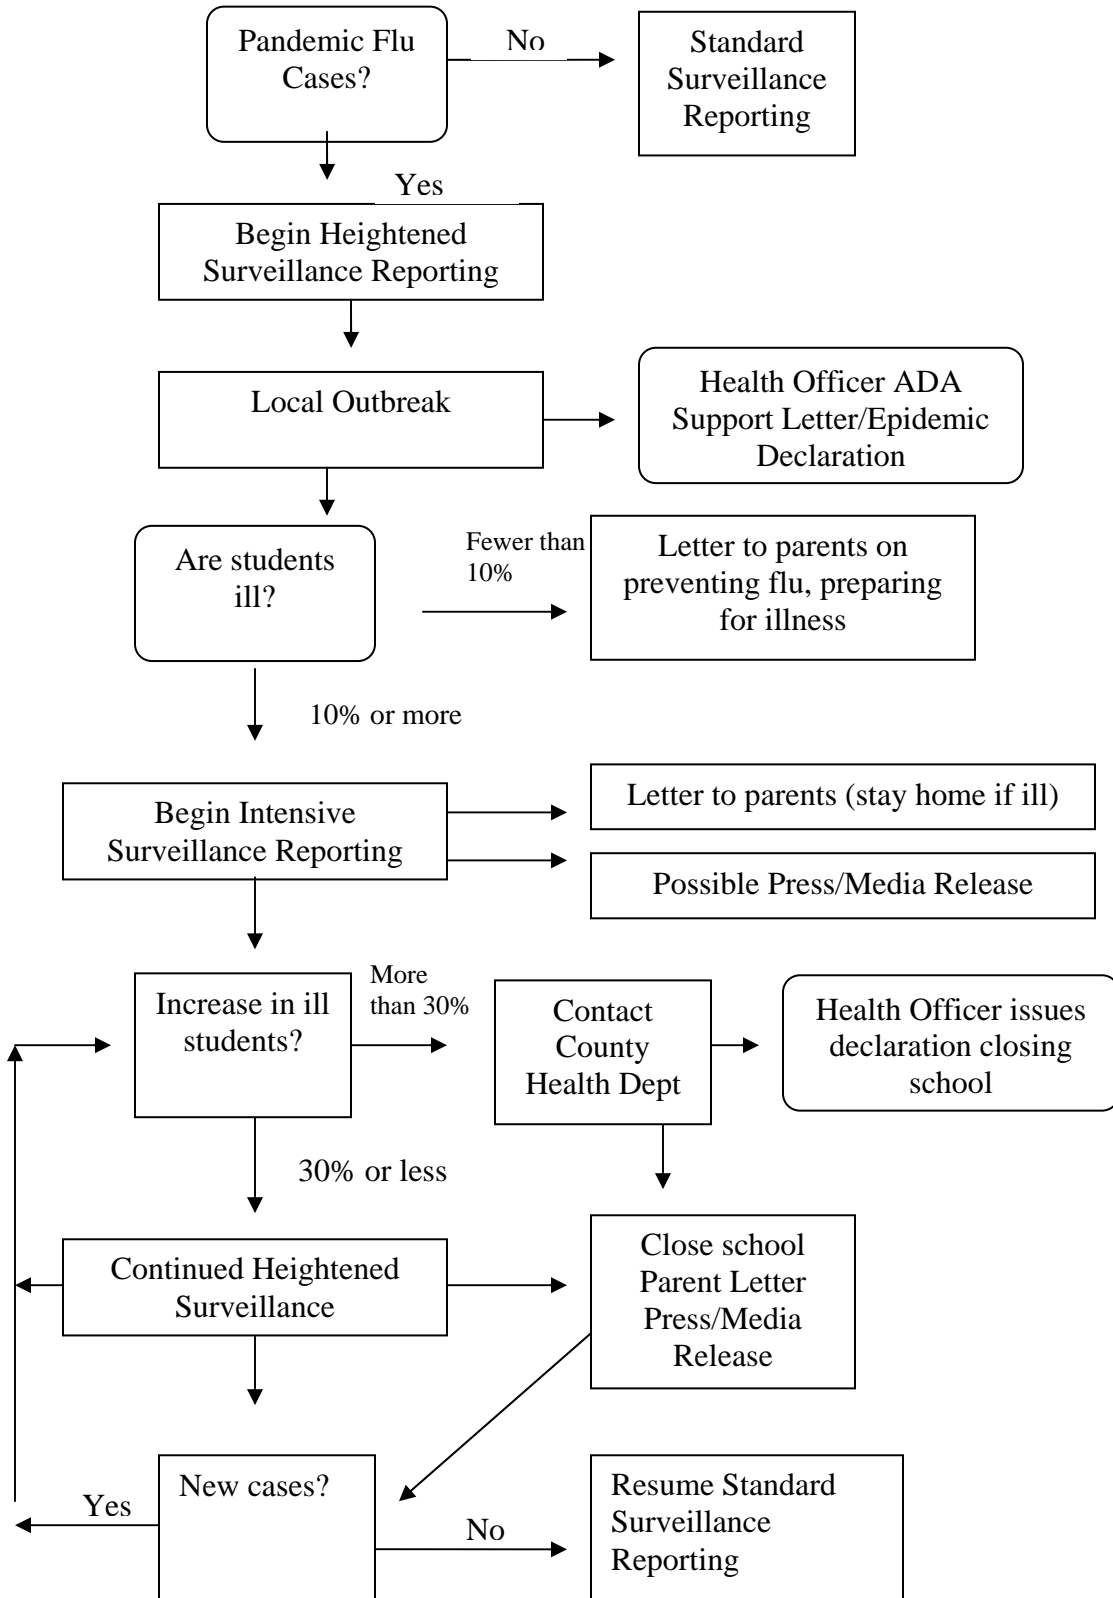 Pandemic Flu
Cases?
No
Standard
Surveillance
Reporting
Yes
Begin Heightened
Surveillance Reporting
Local Outbreak
Health Officer ADA
Support Letter/Epidemic
Declaration
Are students
ill?
Fewer than
10%
Letter to parents on
preventing flu, preparing
for illness
10% or more
Begin Intensive
Surveillance Reporting
Letter to parents (stay home if ill)
Possible Press/Media Release
Increase in ill
students?
More
than 30%
Contact
County
Health Dept
Health Officer issues
declaration closing
school
30% or less
Continued Heightened
Surveillance
Close school
Parent Letter
Press/Media
Release
New cases?
Yes
No
Resume Standard
Surveillance
Reporting